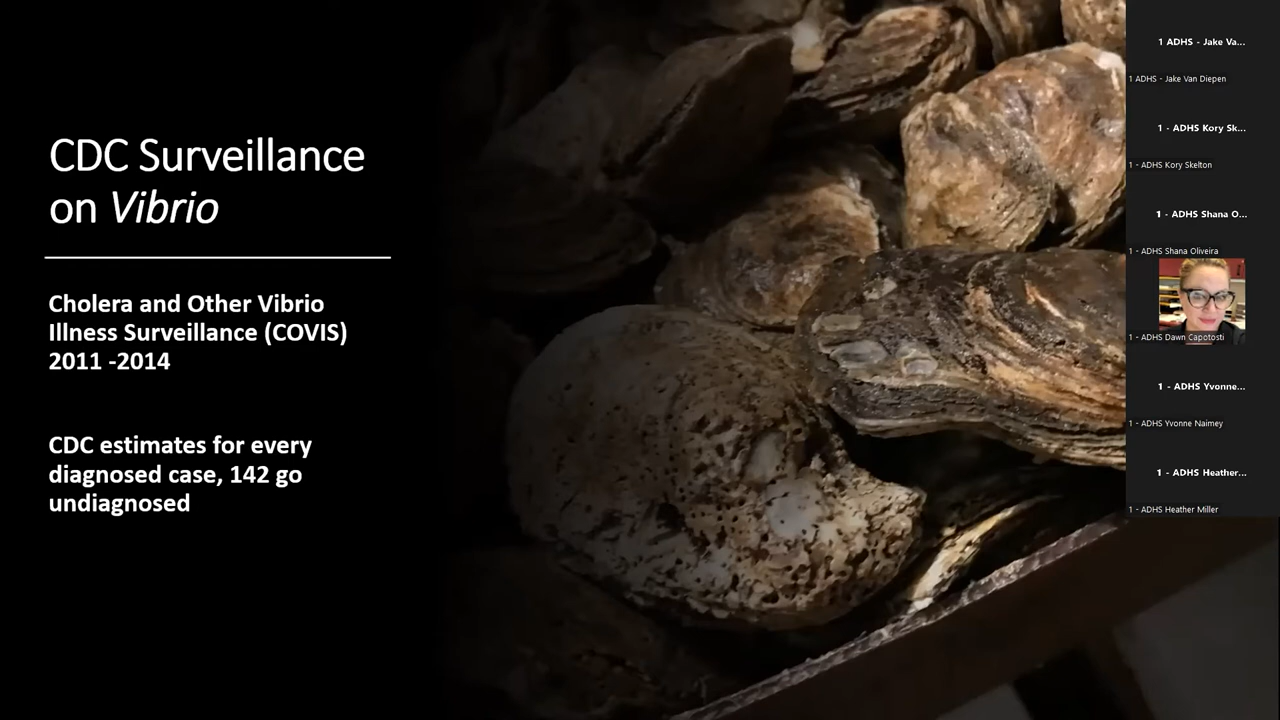 CDC Surveillance
on Vibrio
Cholera and Other Vibrio
Illness Surveillance (COVIS)
2011 -2014
CDC estimates for every
diagnosed case, 142 go
undiagnosed
1 ADHS - Jake Va...
1 ADHS - Jake Van Diepen
1 - ADHS Kory Sk...
1 - ADHS Kory Skelton
1 - ADHS Shana O...
1 - ADHS Shana Oliveira
1 - ADHS Dawn Capotosti
1 - ADHS Yvonne...
1 - ADHS Yvonne Naimey
1 - ADHS Heather...
1 - ADHS Heather Miller